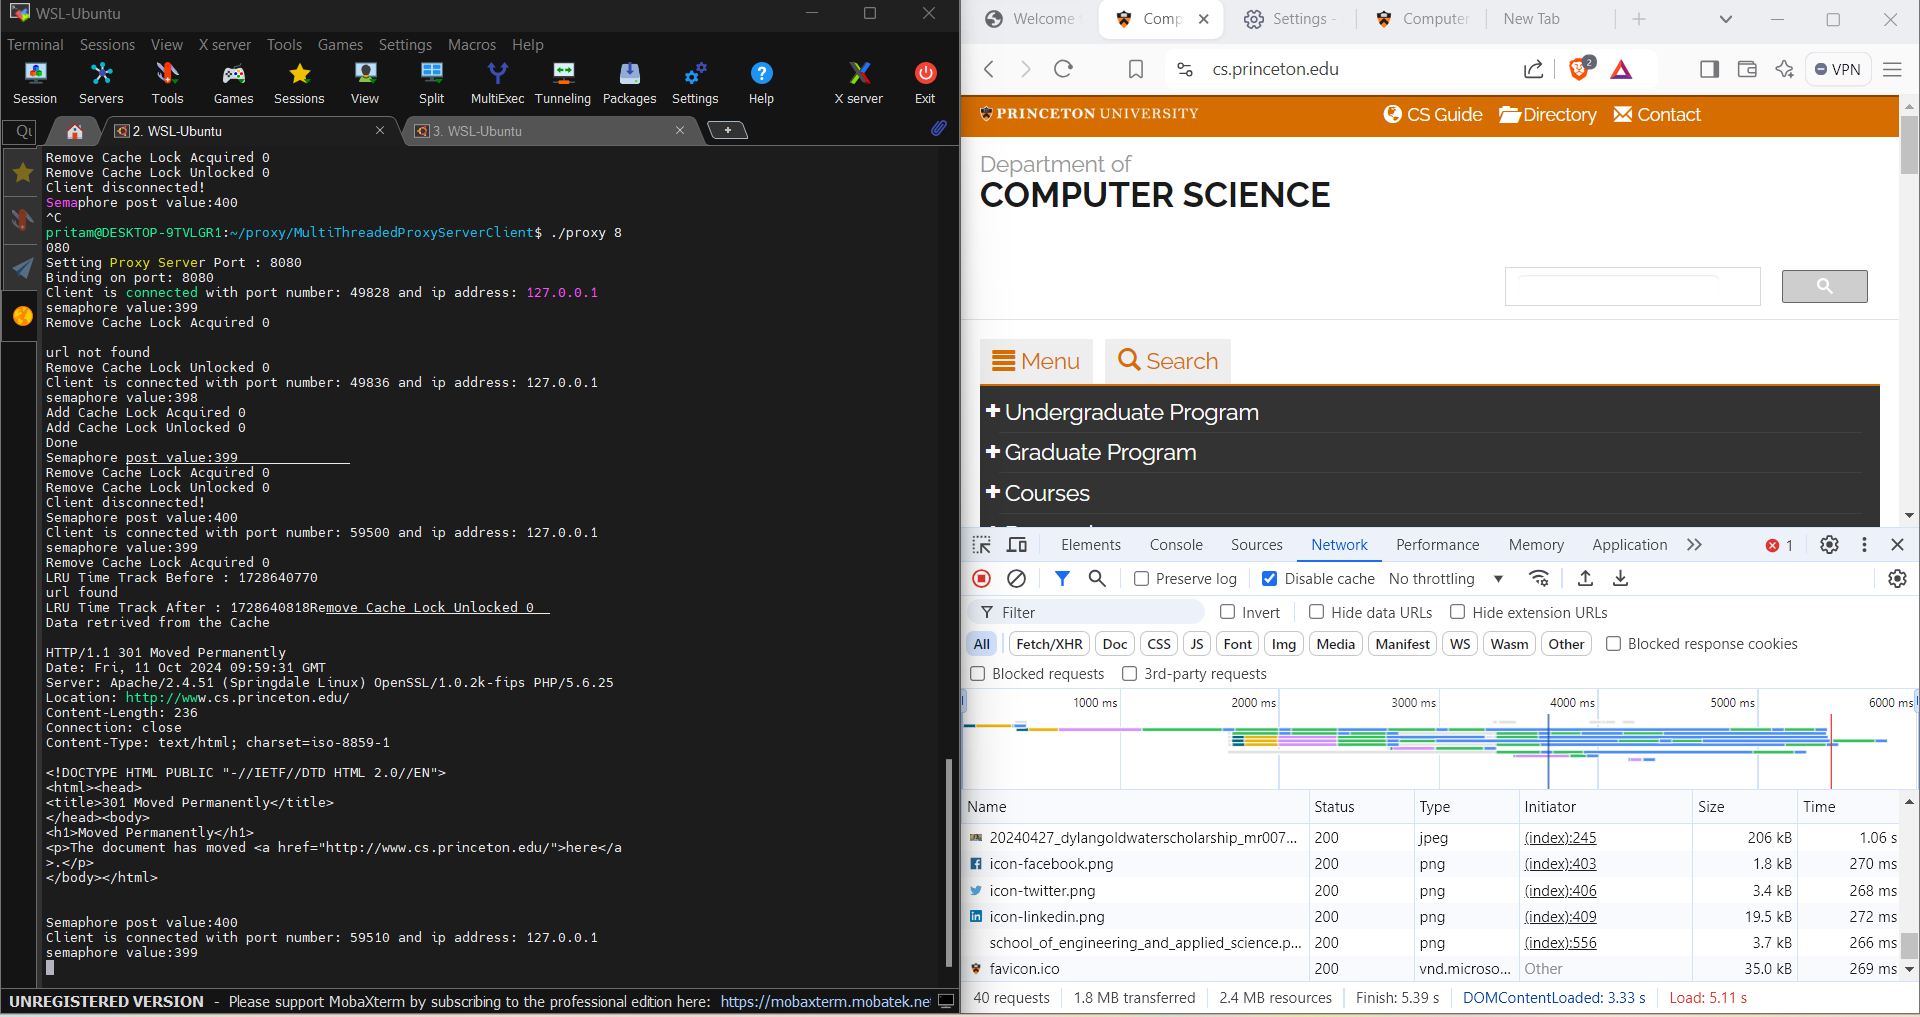 WSL-Ubuntu
Terminal Sessions View X server Tools Games Settings Macros Help
Session Servers Tools Games Sessions View Split MultiExec Tunneling Packages Settings Help X server Exit
2. WSL-Ubuntu
3. WSL-Ubuntu
Remove Cache Lock Acquired 0
Remove Cache Lock Unlocked 0
Client disconnected!
Semaphore post value:400
^C
pritam@DESKTOP-9TVLGR1:~/proxy/MultiThreadedProxyServerClient$ ./proxy 8
080
Setting Proxy Server Port : 8080
Binding on port: 8080
Client is connected with port number: 49828 and ip address: 127.0.0.1
semaphore value:399
Remove Cache Lock Acquired 0
url not found
Remove Cache Lock Unlocked 0
Client is connected with port number: 49836 and ip address: 127.0.0.1
semaphore value:398
Add Cache Lock Acquired 0
Add Cache Lock Unlocked 0
Done
Semaphore post value:399
Remove Cache Lock Acquired 0
Remove Cache Lock Unlocked 0
Client disconnected!
Semaphore post value:400
Client is connected with port number: 59500 and ip address: 127.0.0.1
semaphore value:399
Remove Cache Lock Acquired 0
LRU Time Track Before : 1728640770
url found
LRU Time Track After : 1728640818Remove Cache Lock Unlocked 0
Data retrived from the Cache
HTTP/1.1 301 Moved Permanently
Date: Fri, 11 Oct 2024 09:59:31 GMT
Server: Apache/2.4.51 (Springdale Linux) OpenSSL/1.0.2k-fips PHP/5.6.25
Location: http://www.cs.princeton.edu/
Content-Length: 236
Connection: close
Content-Type: text/html; charset=iso-8859-1
<!DOCTYPE HTML PUBLIC "-//IETF//DTD HTML 2.0//EN">
<html><head>
<title>301 Moved Permanently</title>
</head><body>
<h1>Moved Permanently</h1>
<p>The document has moved <a href="http://www.cs.princeton.edu/">here</a
>.</p>
</body></html>
Semaphore post value:400
Client is connected with port number: 59510 and ip address: 127.0.0.1
semaphore value:399
UNREGISTERED VERSION - Please support MobaXterm by subscribing to the professional edition here: https://mobaxterm.mobatek.net
Welcome Comp Settings - Computer New Tab
cs.princeton.edu
2
VPN
PRINCETON UNIVERSITY
CS Guide Directory Contact
Department of
COMPUTER SCIENCE
Menu Search
Undergraduate Program
Graduate Program
Courses
Elements Console Sources Network Performance Memory Application 1
Preserve log Disable cache No throttling
Filter Invert Hide data URLs Hide extension URLs
All Fetch/XHR Doc CSS JS Font Img Media Manifest WS Wasm Other Blocked response cookies
Blocked requests 3rd-party requests
1000 ms 2000 ms 3000 ms 4000 ms 5000 ms 6000 ms
Name Status Type Initiator Size Time
20240427_dylangoldwaterscholarship_mr007... 200 jpeg (index):245 206 kB 1.06 s
icon-facebook.png 200 png (index):403 1.8 kB 270 ms
icon-twitter.png 200 png (index):406 3.4 kB 268 ms
icon-linkedin.png 200 png (index):409 19.5 kB 272 ms
school_of_engineering_and_applied_science.p... 200 png (index):556 3.7 kB 266 ms
favicon.ico 200 vnd.microso... Other 35.0 kB 269 ms
40 requests 1.8 MB transferred 2.4 MB resources Finish: 5.39 s DOMContentLoaded: 3.33 s Load: 5.11 s